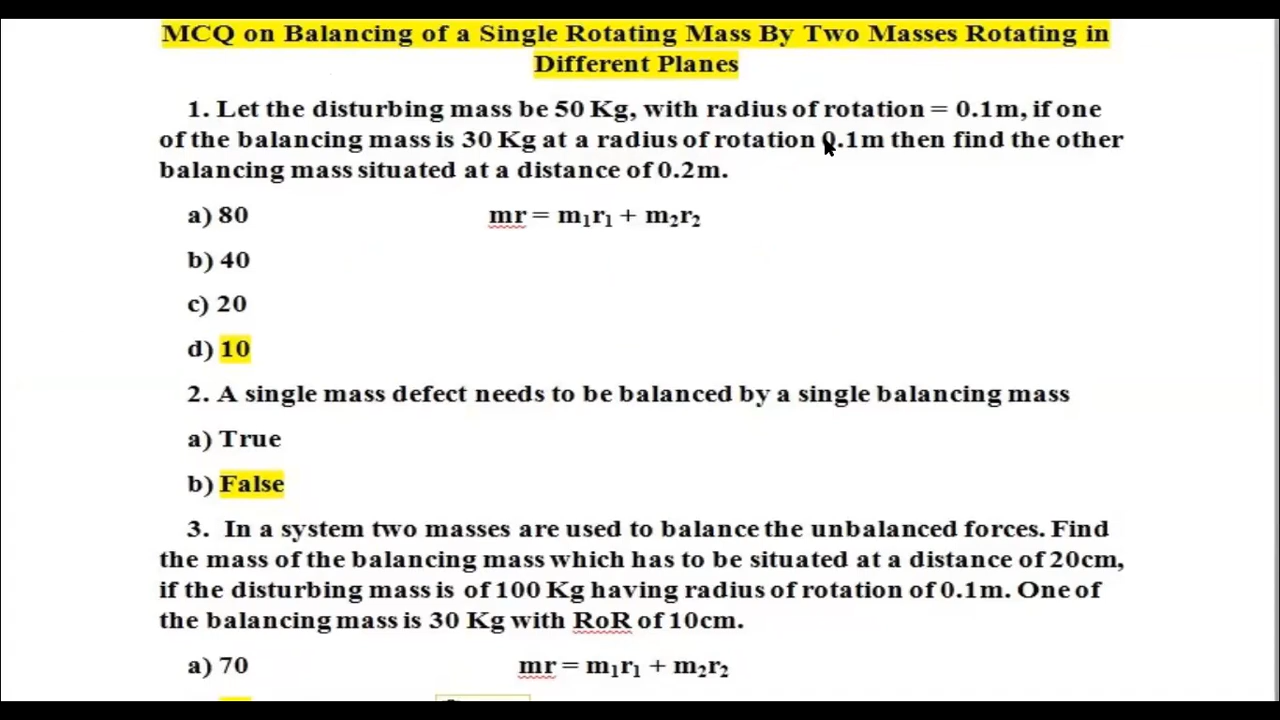 MCQ on Balancing of a Single Rotating Mass By Two Masses Rotating in
Different Planes
1. Let the disturbing mass be 50 Kg, with radius of rotation = 0.1m, if one
of the balancing mass is 30 Kg at a radius of rotation 0.1m then find the other
balancing mass situated at a distance of 0.2m.
a) 80 mr = m₁r₁ + m₂r₂
b) 40
c) 20
d) 10
2. A single mass defect needs to be balanced by a single balancing mass
a) True
b) False
3. In a system two masses are used to balance the unbalanced forces. Find
the mass of the balancing mass which has to be situated at a distance of 20cm,
if the disturbing mass is of 100 Kg having radius of rotation of 0.1m. One of
the balancing mass is 30 Kg with RoR of 10cm.
a) 70 mr = m₁r₁ + m₂r₂